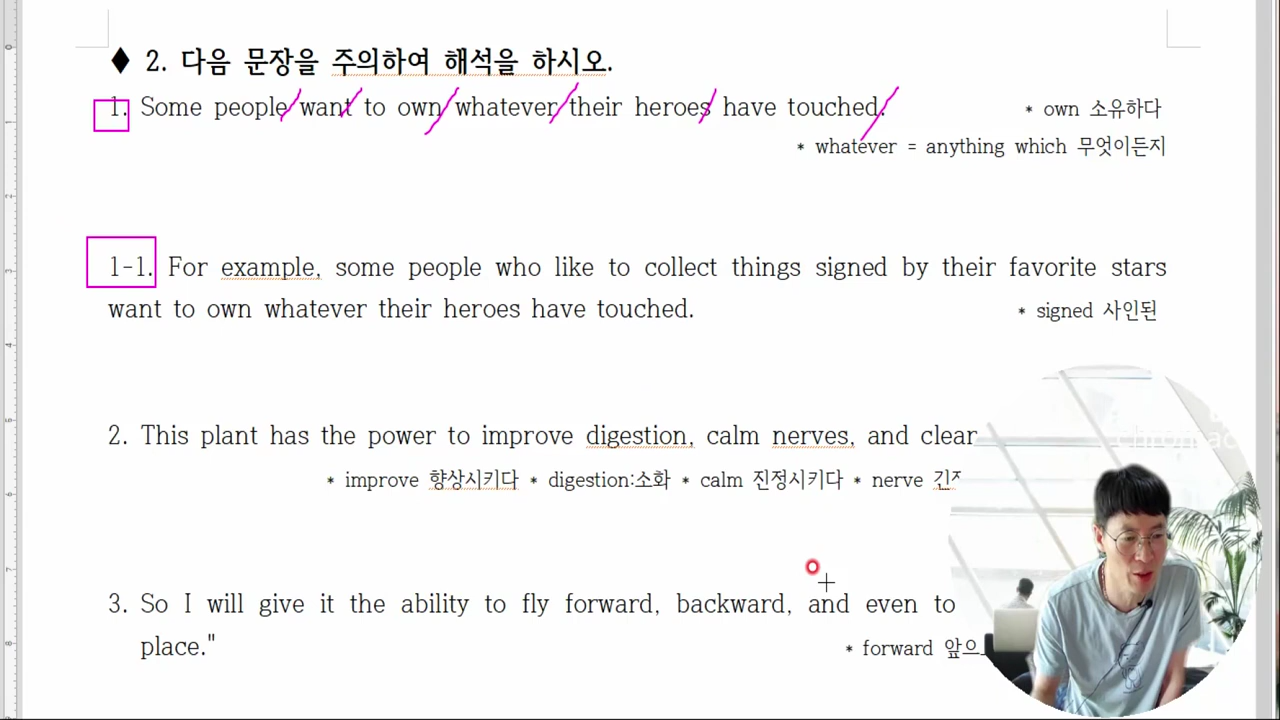 ♦ 2. 다음 문장을 주의하여 해석을 하시오.
1. Some people want to own whatever their heroes have touched. * own 소유하다
* whatever = anything which 무엇이든지
1-1. For example, some people who like to collect things signed by their favorite stars
want to own whatever their heroes have touched. * signed 사인된
2. This plant has the power to improve digestion, calm nerves, and clear
* improve 향상시키다 * digestion:소화 * calm 진정시키다 * nerve
3. So I will give it the ability to fly forward, backward, and even to
place." * forward 앞으